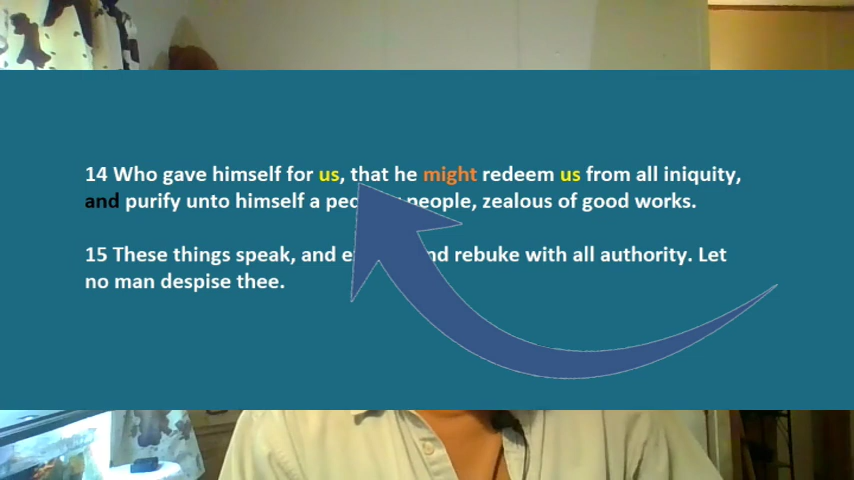 14 Who gave himself for us, that he might redeem us from all iniquity,
and purify unto himself a people, zealous of good works.
15 These things speak, and and rebuke with all authority. Let
no man despise thee.